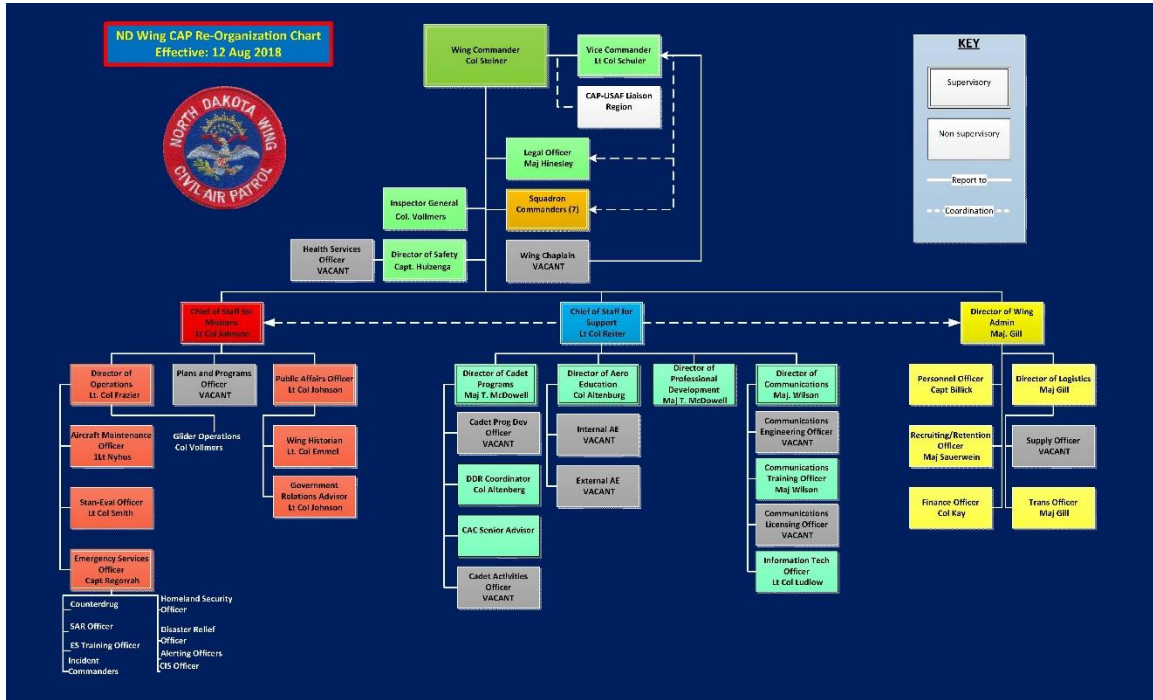 ND Wing CAP Re-Organization Chart
Effective: 12 Aug 2018
NORTH DAKOTA WING
CIVIL AIR PATROL
Wing Commander
Col Steiner
Vice Commander
Lt Col Schuler
CAP-USAF Liaison
Region
KEY
Supervisory
Non-supervisory
Report to
Coordination
Legal Officer
Maj Hinesley
Inspector General
Col. Vollmers
Squadron
Commanders (7)
Health Services
Officer
VACANT
Director of Safety
Capt. Huizenga
Wing Chaplain
VACANT
Chief of Staff for
Missions
Lt Col Johnson
Chief of Staff for
Support
Lt Col Reiter
Director of Wing
Admin
Maj. Gill
Director of
Operations
Lt. Col Frazier
Plans and Programs
Officer
VACANT
Public Affairs Officer
Lt Col Johnson
Aircraft Maintenance
Officer
1Lt Nyhus
Glider Operations
Col Vollmers
Wing Historian
Lt. Col Emmel
Stan-Eval Officer
Lt Col Smith
Government
Relations Advisor
Lt Col Johnson
Emergency Services
Officer
Capt Regorrah
Counterdrug
SAR Officer
ES Training Officer
Incident
Commanders
Homeland Security
Officer
Disaster Relief
Officer
Alerting Officers
CIS Officer
Director of Cadet
Programs
Maj T. McDowell
Director of Aero
Education
Col Altenburg
Director of
Professional
Development
Maj T. McDowell
Director of
Communications
Maj. Wilson
Cadet Prog Dev
Officer
VACANT
DDR Coordinator
Col Altenberg
CAC Senior Advisor
Cadet Activities
Officer
VACANT
Internal AE
VACANT
External AE
VACANT
Communications
Engineering Officer
VACANT
Communications
Training Officer
Maj Wilson
Communications
Licensing Officer
VACANT
Information Tech
Officer
Lt Col Ludlow
Personnel Officer
Capt Billick
Director of Logistics
Maj Gill
Recruiting/Retention
Officer
Maj Sauerwein
Supply Officer
VACANT
Finance Officer
Col Kay
Trans Officer
Maj Gill